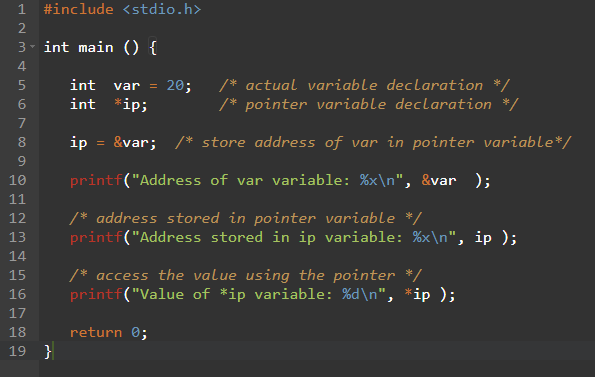 1 #include <stdio.h>
2
3 int main () {
4
5    int  var = 20;   /* actual variable declaration */
6    int  *ip;        /* pointer variable declaration */
7
8    ip = &var;  /* store address of var in pointer variable*/
9
10    printf("Address of var variable: %x\n", &var  );
11
12    /* address stored in pointer variable */
13    printf("Address stored in ip variable: %x\n", ip );
14
15    /* access the value using the pointer */
16    printf("Value of *ip variable: %d\n", *ip );
17
18    return 0;
19 }